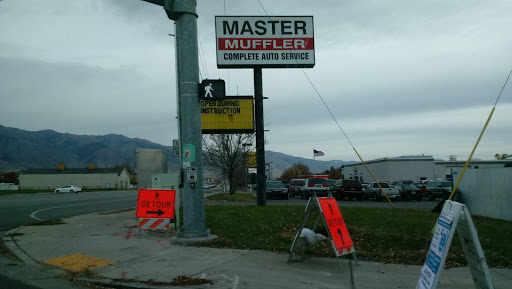 MASTER
MUFFLER
COMPLETE AUTO SERVICE
OPEN DURING
CONSTRUCTION
DETOUR